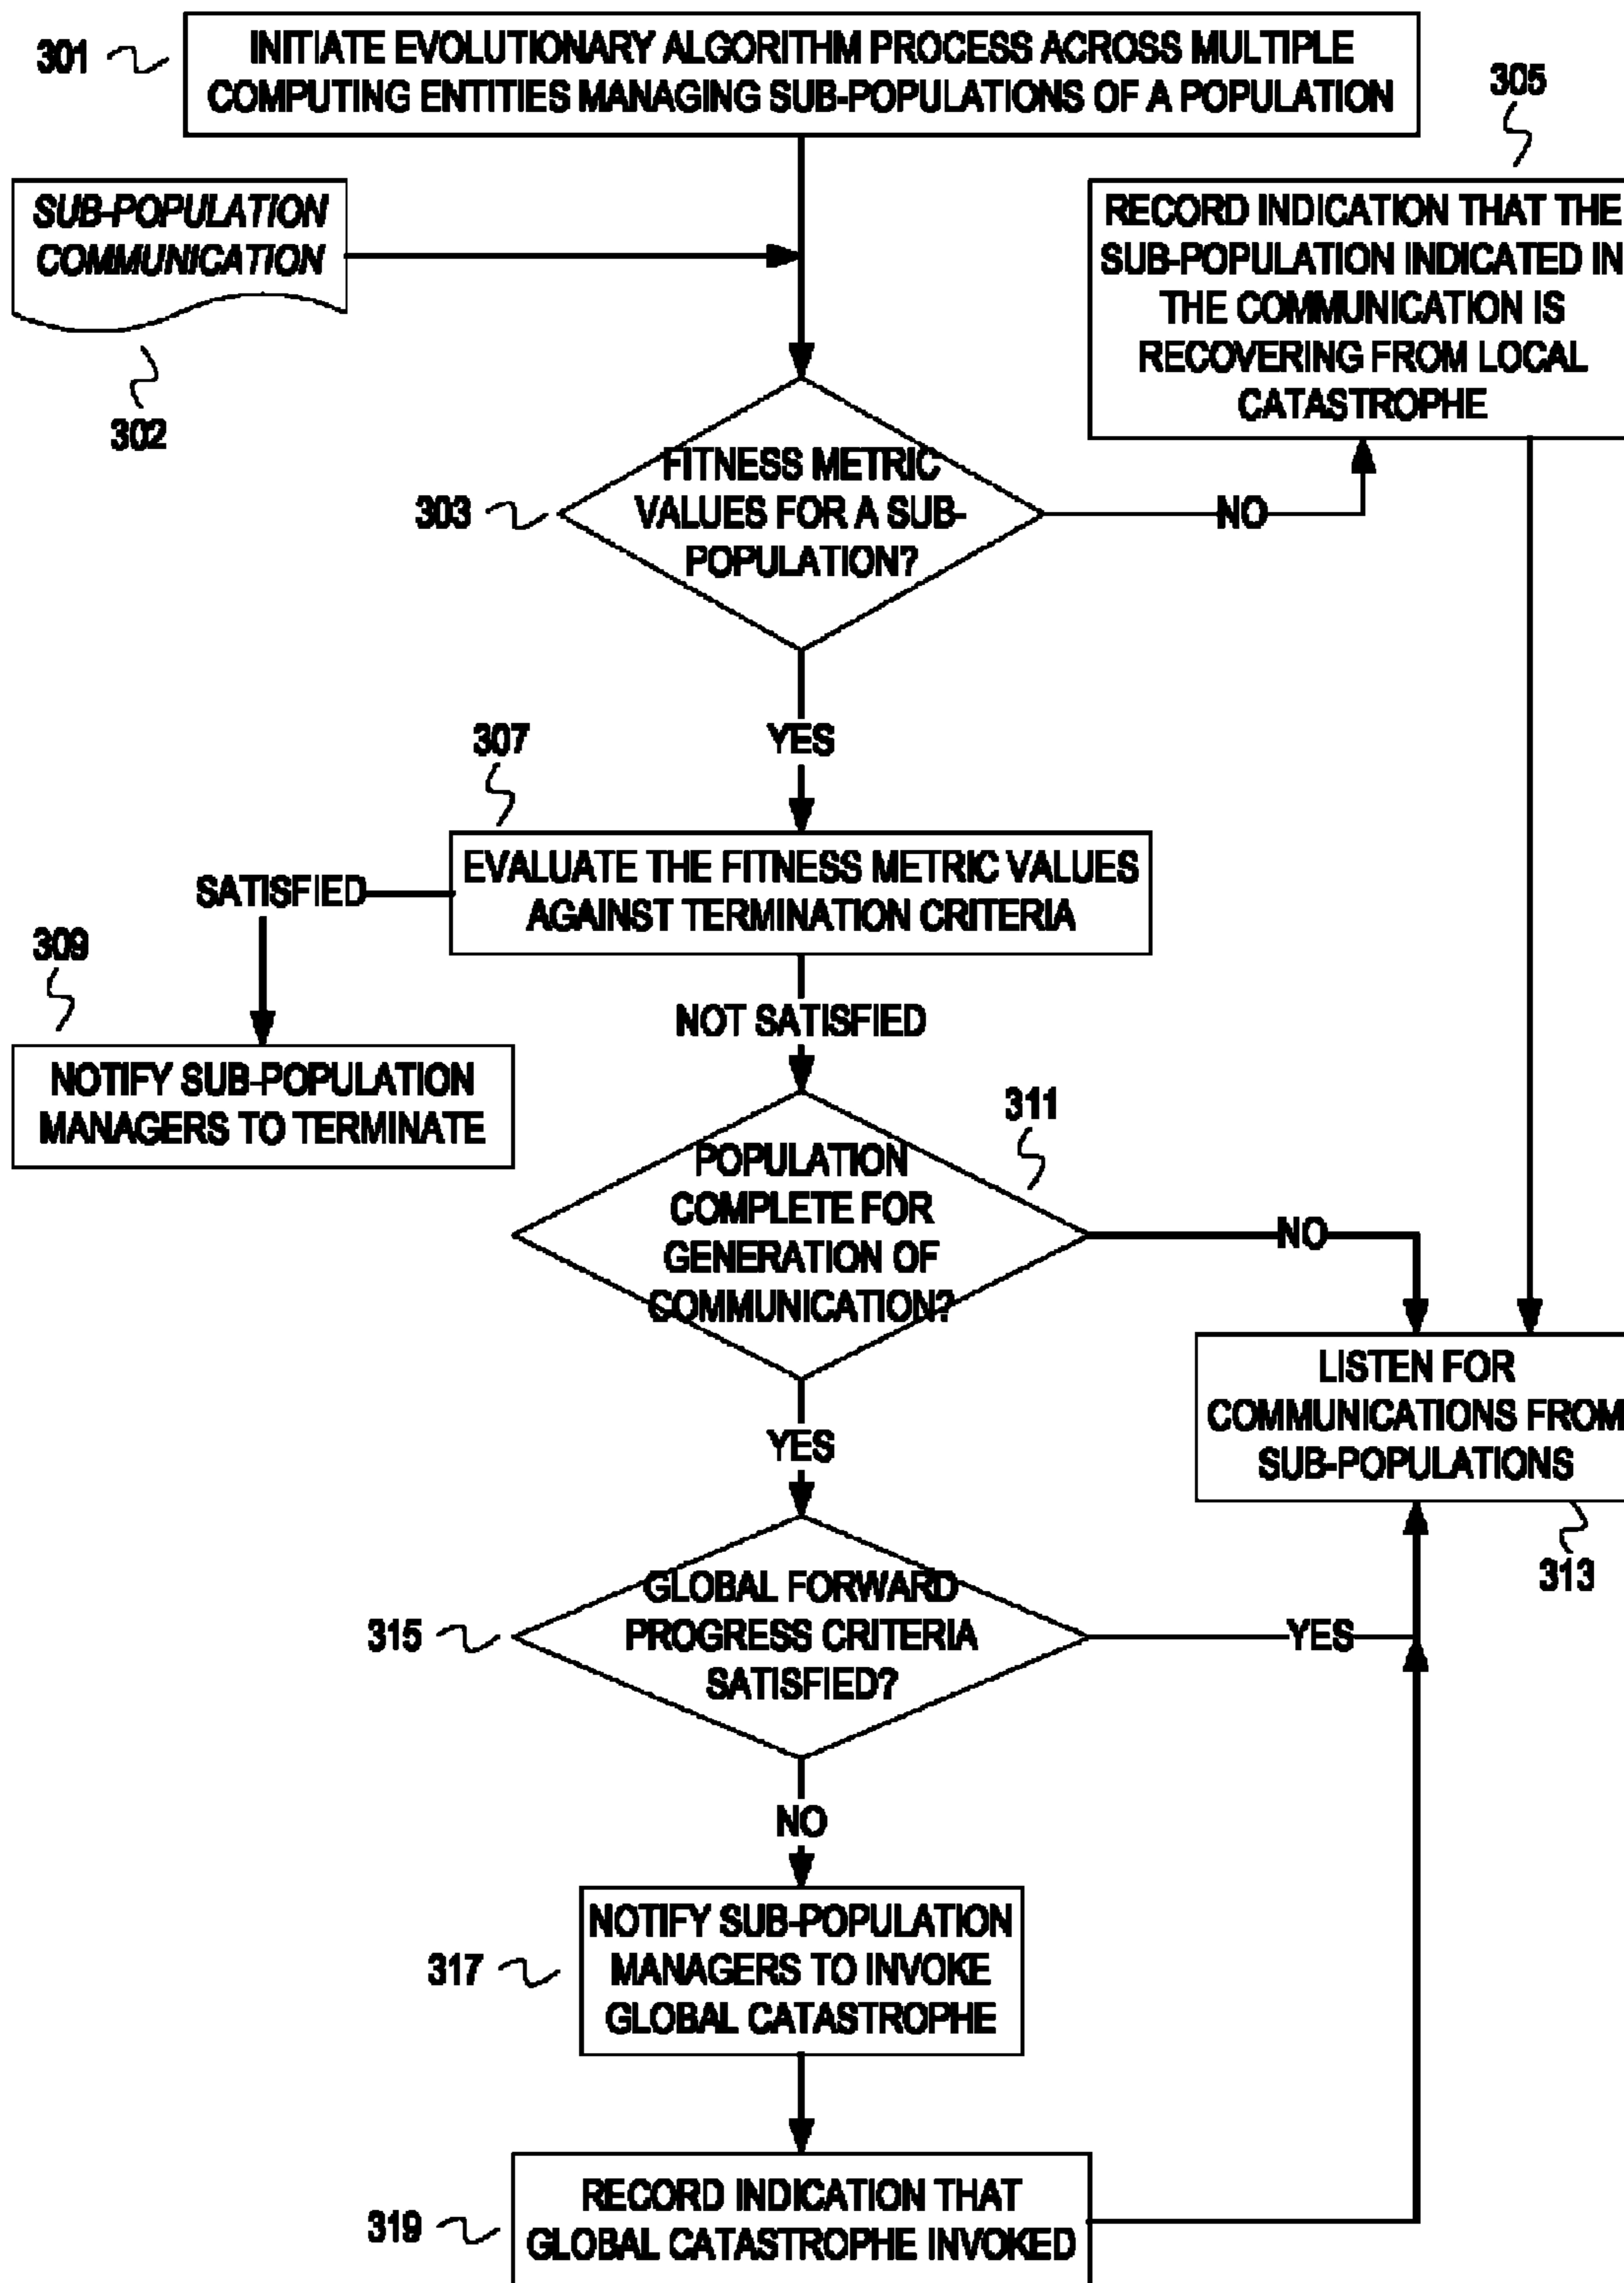 301
INITIATE EVOLUTIONARY ALGORITHM PROCESS ACROSS MULTIPLE
COMPUTING ENTITIES MANAGING SUB-POPULATIONS OF A POPULATION
305
SUB-POPULATION
COMMUNICATION
302
RECORD INDICATION THAT THE
SUB-POPULATION INDICATED IN
THE COMMUNICATION IS
RECOVERING FROM LOCAL
CATASTROPHE
303
FITNESS METRIC
VALUES FOR A SUB-
POPULATION?
NO
YES
307
EVALUATE THE FITNESS METRIC VALUES
AGAINST TERMINATION CRITERIA
SATISFIED
309
NOTIFY SUB-POPULATION
MANAGERS TO TERMINATE
NOT SATISFIED
311
POPULATION
COMPLETE FOR
GENERATION OF
COMMUNICATION?
NO
YES
LISTEN FOR
COMMUNICATIONS FROM
SUB-POPULATIONS
313
315
GLOBAL FORWARD
PROGRESS CRITERIA
SATISFIED?
YES
NO
317
NOTIFY SUB-POPULATION
MANAGERS TO INVOKE
GLOBAL CATASTROPHE
319
RECORD INDICATION THAT
GLOBAL CATASTROPHE INVOKED